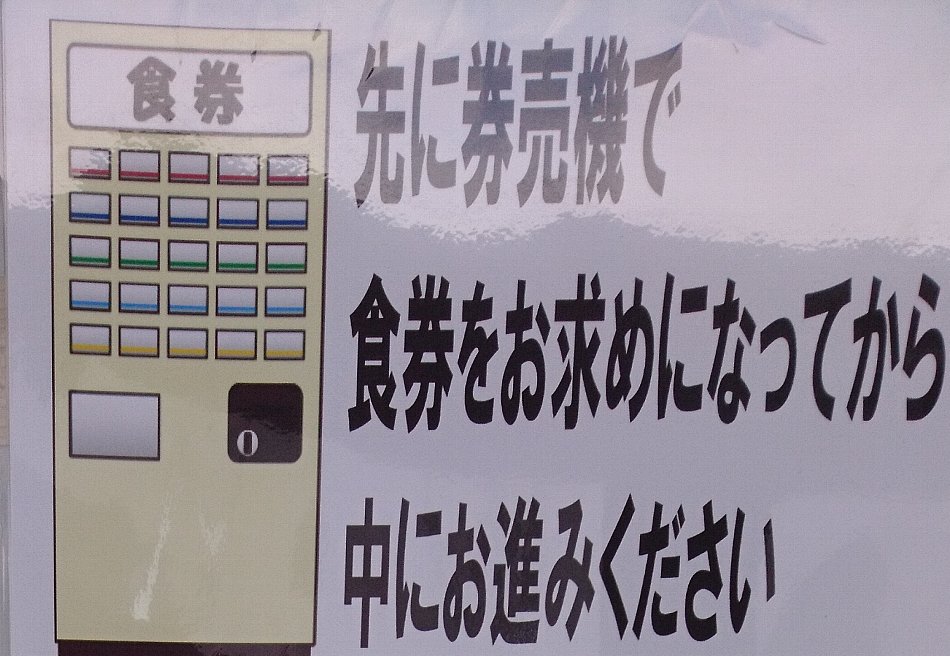 食券
先に券売機で
食券をお求めになってから
中にお進みください
0